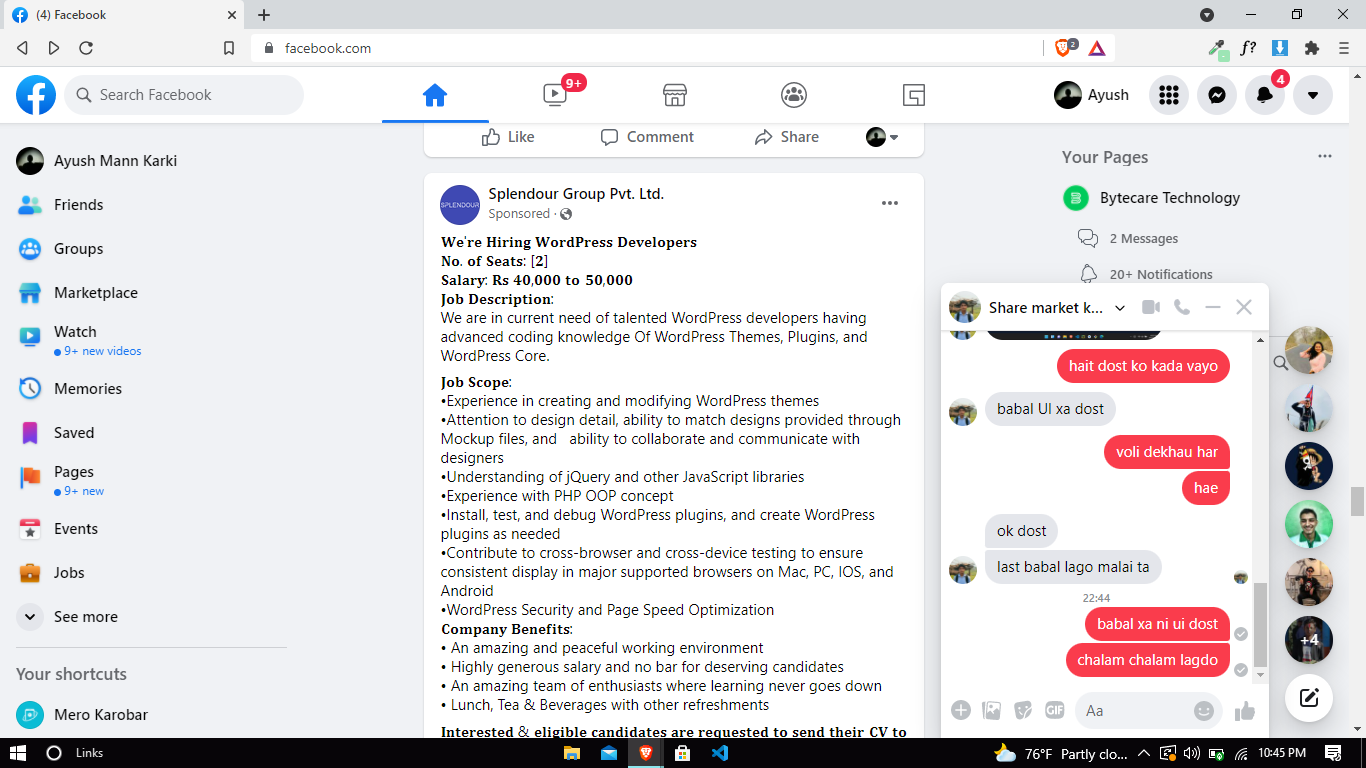 (4) Facebook
facebook.com
2
f?
Search Facebook
9+
Ayush
4
Ayush Mann Karki
Friends
Groups
Marketplace
Watch
9+ new videos
Memories
Saved
Pages
9+ new
Events
Jobs
See more
Your shortcuts
Mero Karobar
Like
Comment
Share
SPLENDOUR
Splendour Group Pvt. Ltd.
Sponsored ·
We're Hiring WordPress Developers
No. of Seats: [2]
Salary: Rs 40,000 to 50,000
Job Description:
We are in current need of talented WordPress developers having
advanced coding knowledge Of WordPress Themes, Plugins, and
WordPress Core.
Job Scope:
•Experience in creating and modifying WordPress themes
•Attention to design detail, ability to match designs provided through
Mockup files, and ability to collaborate and communicate with
designers
•Understanding of jQuery and other JavaScript libraries
•Experience with PHP OOP concept
•Install, test, and debug WordPress plugins, and create WordPress
plugins as needed
•Contribute to cross-browser and cross-device testing to ensure
consistent display in major supported browsers on Mac, PC, IOS, and
Android
•WordPress Security and Page Speed Optimization
Company Benefits:
• An amazing and peaceful working environment
• Highly generous salary and no bar for deserving candidates
• An amazing team of enthusiasts where learning never goes down
• Lunch, Tea & Beverages with other refreshments
Interested & eligible candidates are requested to send their CV to
Your Pages
Bytecare Technology
2 Messages
20+ Notifications
Share market k...
hait dost ko kada vayo
babal UI xa dost
voli dekhau har
hae
ok dost
last babal lago malai ta
22:44
babal xa ni ui dost
chalam chalam lagdo
GIF
Aa
+4
Links
76°F Partly clo...
10:45 PM